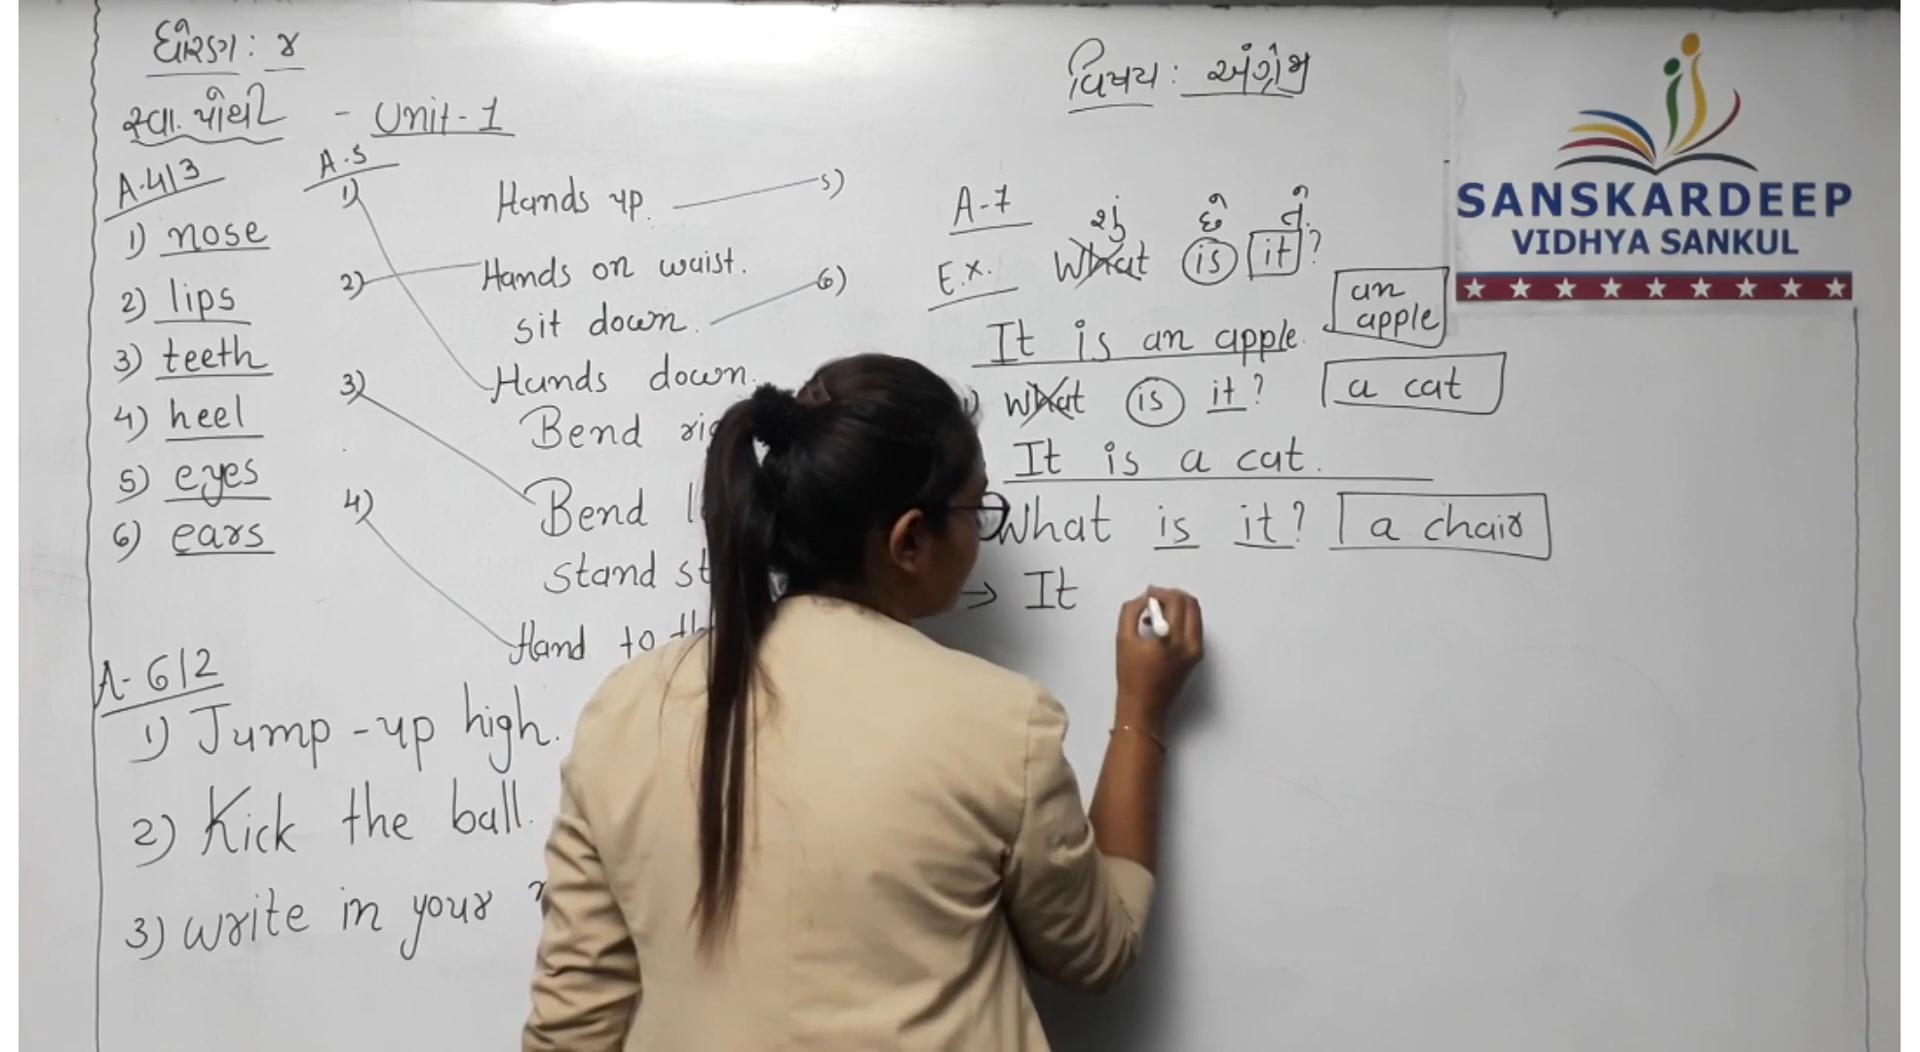 ધોરણ : ૪
સ્વા. પોથી - Unit - 1
A.4|3
1) nose
2) lips
3) teeth
4) heel
5) eyes
6) ears
A.5
1) Hands up. 5)
2) Hands on waist.
sit down. 6)
3) Hands down.
Bend
Bend
4) stand
Hand to
A-6|2
1) Jump-up high.
2) Kick the ball.
3) write in your
વિષય : અંગ્રેજી
A-7
શું છે તે.
E.x. What is it?
an
apple
It is an apple.
1) What is it? a cat
It is a cat.
What is it? a chair
→ It
SANSKARDEEP
VIDHYA SANKUL